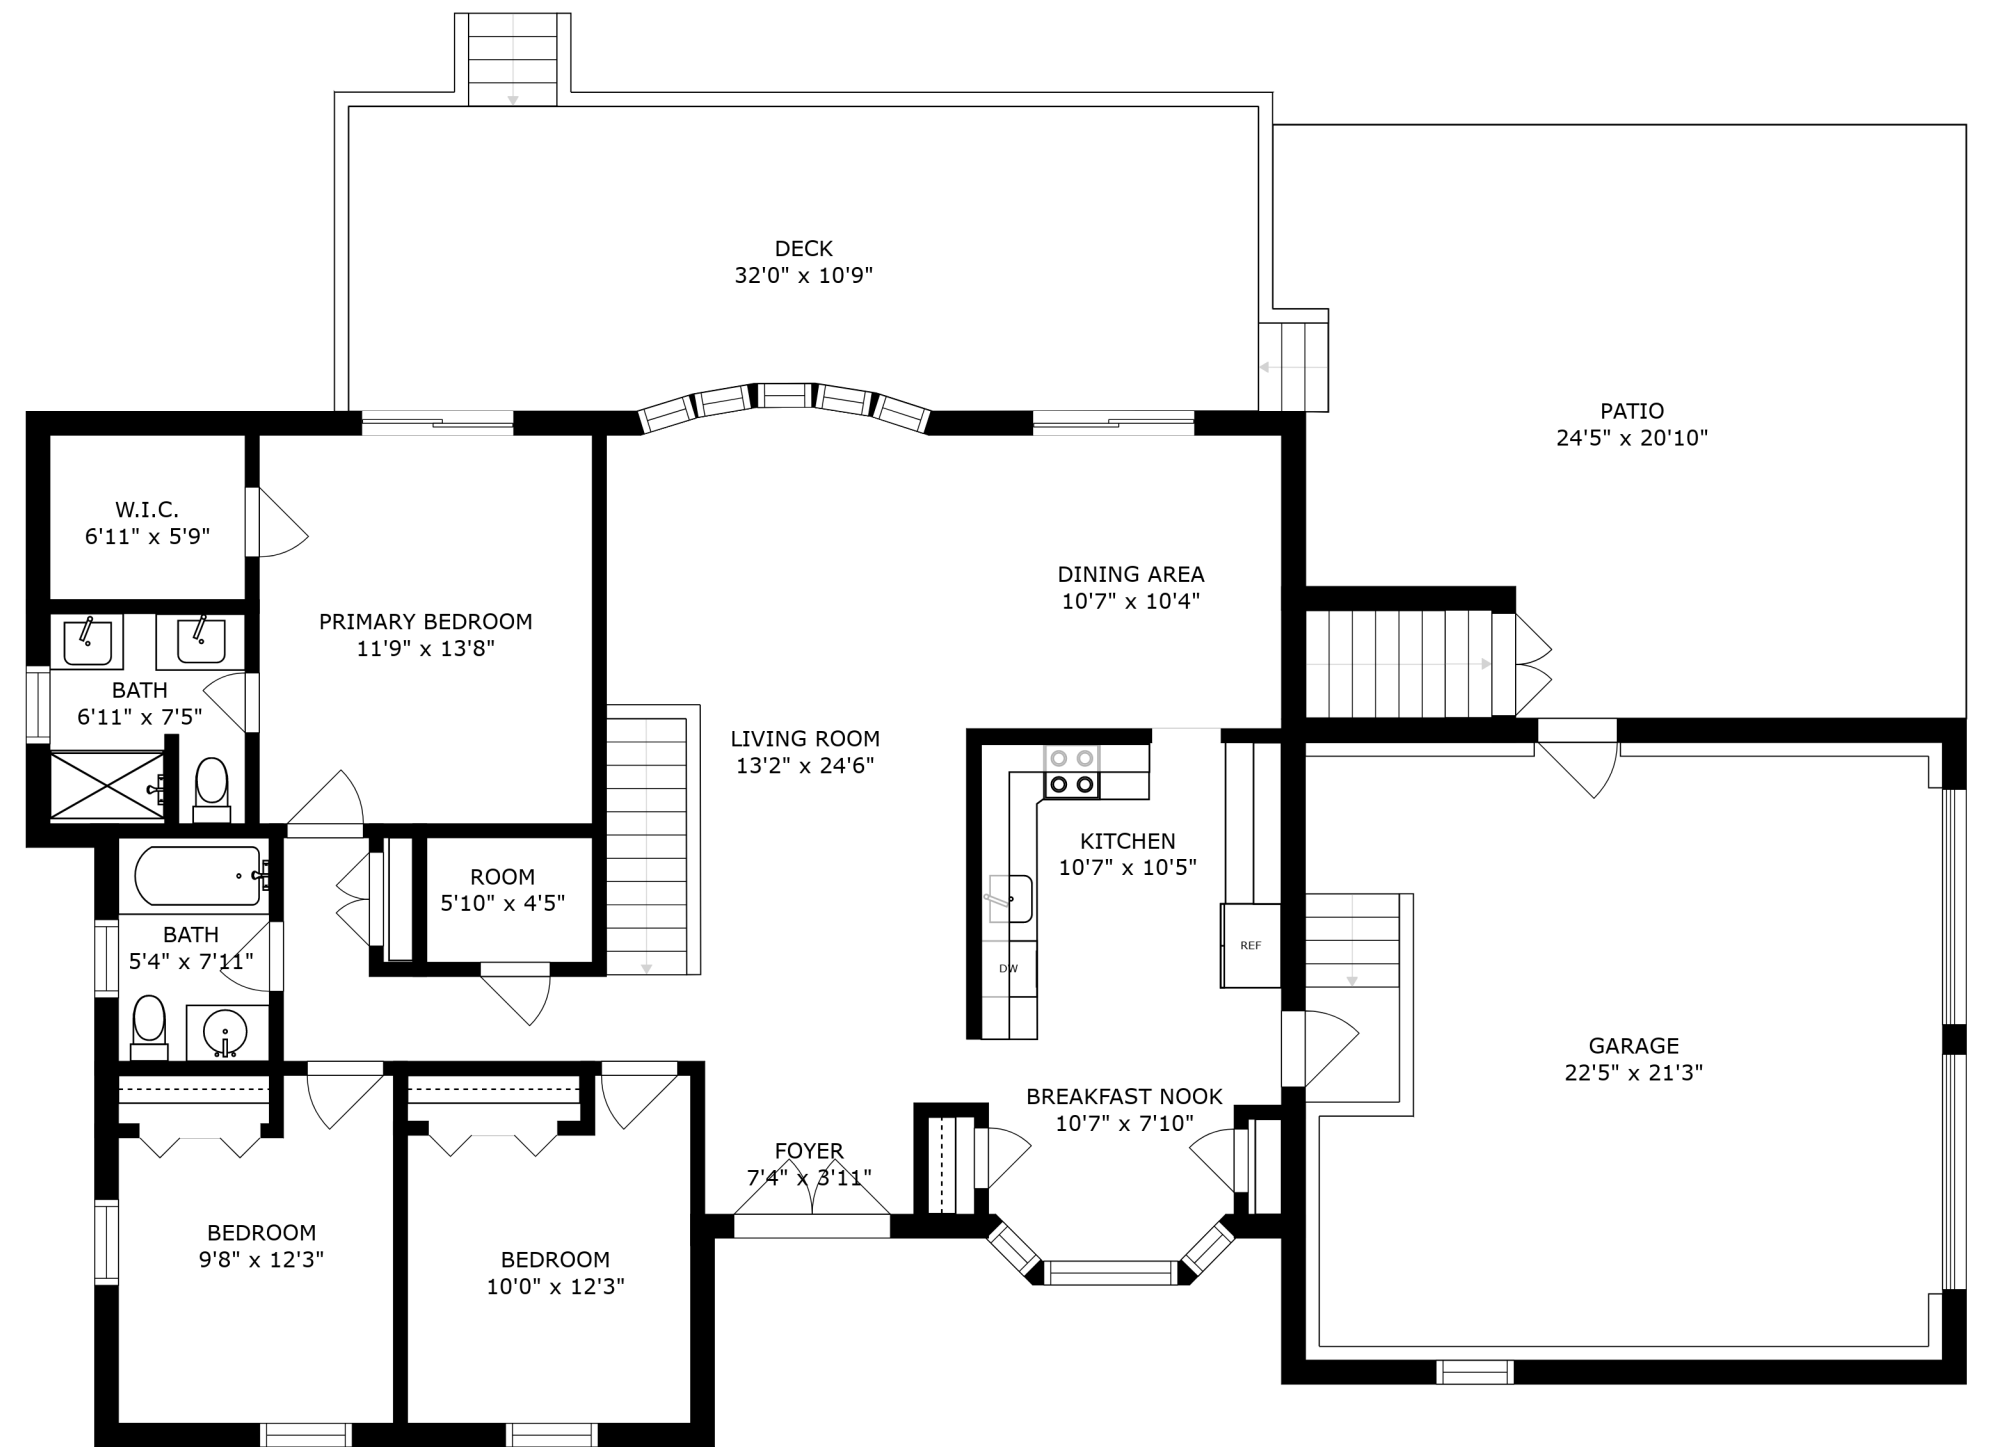 DECK
32'0" x 10'9"
PATIO
24'5" x 20'10"
W.I.C.
6'11" x 5'9"
DINING AREA
10'7" x 10'4"
PRIMARY BEDROOM
11'9" x 13'8"
BATH
6'11" x 7'5"
LIVING ROOM
13'2" x 24'6"
KITCHEN
10'7" x 10'5"
ROOM
5'10" x 4'5"
BATH
5'4" x 7'11"
REF
DW
GARAGE
22'5" x 21'3"
BREAKFAST NOOK
10'7" x 7'10"
FOYER
7'4" x 3'11"
BEDROOM
9'8" x 12'3"
BEDROOM
10'0" x 12'3"